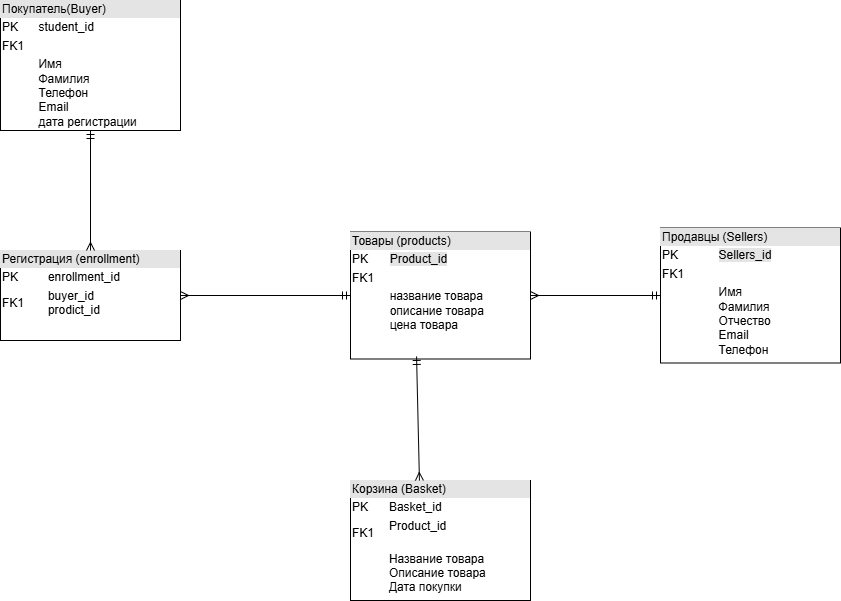 Покупатель(Buyer)
PK student_id
FK1
Имя
Фамилия
Телефон
Email
дата регистрации
Регистрация (enrollment)
PK enrollment_id
FK1 buyer_id
prodict_id
Товары (products)
PK Product_id
FK1
название товара
описание товара
цена товара
Продавцы (Sellers)
PK Sellers_id
FK1
Имя
Фамилия
Отчество
Email
Телефон
Корзина (Basket)
PK Basket_id
FK1 Product_id
Название товара
Описание товара
Дата покупки